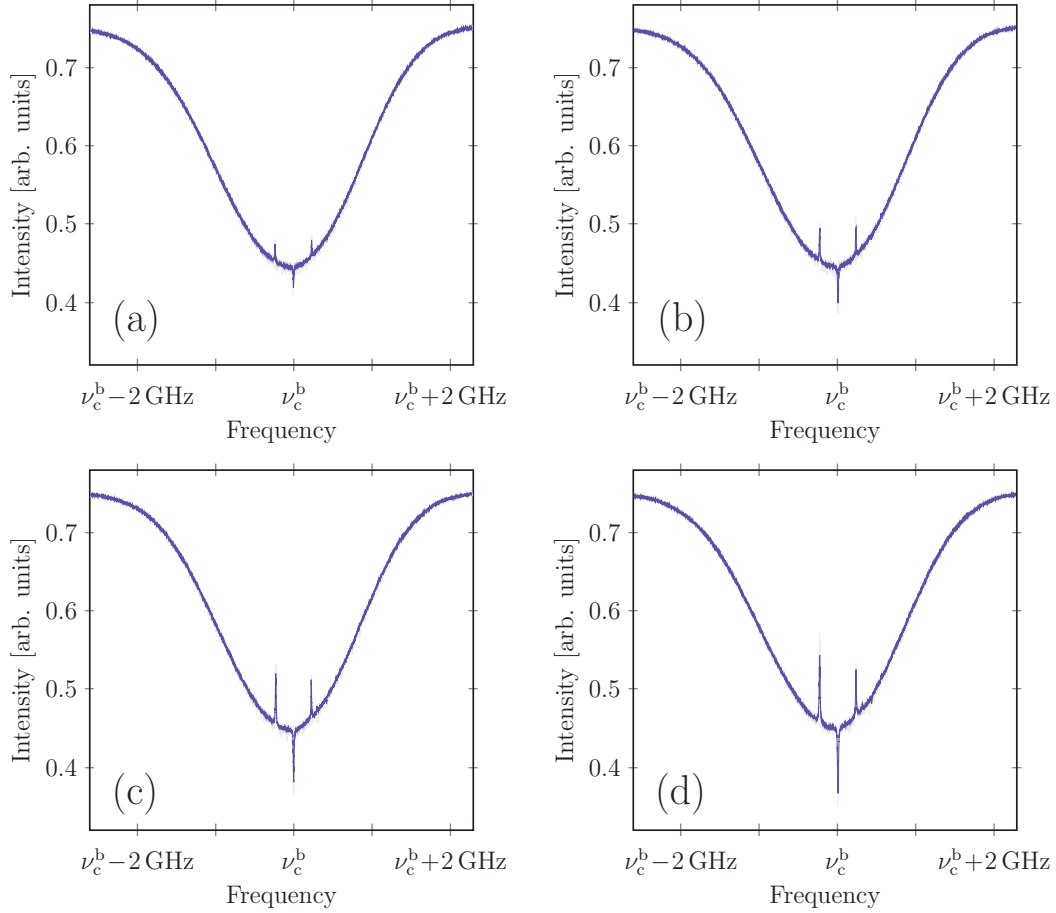 0.7
0.6
0.5
0.4
Intensity [arb. units]
(a)
ν_c^b−2 GHz ν_c^b ν_c^b+2 GHz
Frequency
0.7
0.6
0.5
0.4
Intensity [arb. units]
(b)
ν_c^b−2 GHz ν_c^b ν_c^b+2 GHz
Frequency
0.7
0.6
0.5
0.4
Intensity [arb. units]
(c)
ν_c^b−2 GHz ν_c^b ν_c^b+2 GHz
Frequency
0.7
0.6
0.5
0.4
Intensity [arb. units]
(d)
ν_c^b−2 GHz ν_c^b ν_c^b+2 GHz
Frequency